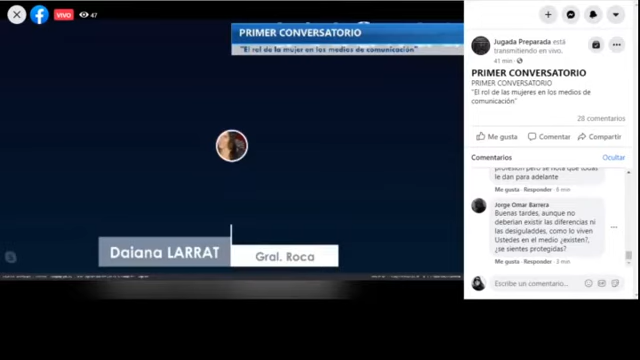 VIVO
47
PRIMER CONVERSATORIO
"El rol de la mujer en los medios de comunicación"
Daiana LARRAT
Gral. Roca
Jugada Preparada está
transmitiendo en vivo.
41 min
PRIMER CONVERSATORIO
PRIMER CONVERSATORIO
"El rol de las mujeres en los medios de
comunicación"
28 comentarios
Me gusta
Comentar
Compartir
Comentarios
Ocultar
profesión pero se nota que todas
le dan para adelante
Me gusta · Responder · 8 min
Jorge Omar Barrera
Buenas tardes, aunque no
deberían existir las diferencias ni
las desiguladdes, como lo viven
Ustedes en el medio ¿existen?,
¿se sientes protegidas?
Me gusta · Responder · 3 min
Escribe un comentario...